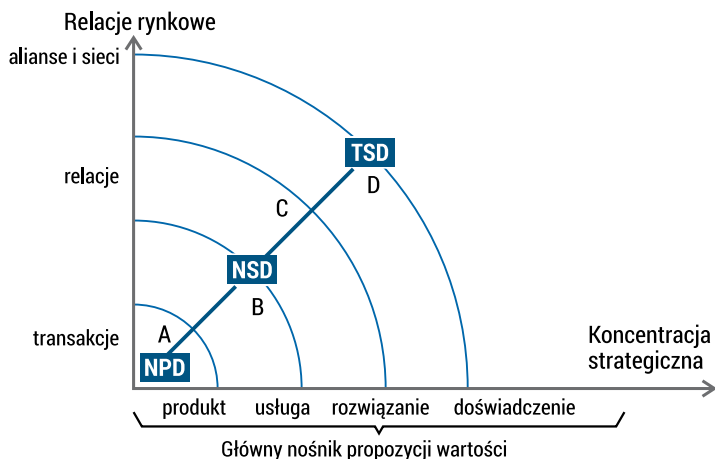 Relacje rynkowe
alianse i sieci
TSD
relacje
D
C
NSD
B
transakcje
A
Koncentracja
strategiczna
NPD
produkt usługa rozwiązanie doświadczenie
Główny nośnik propozycji wartości